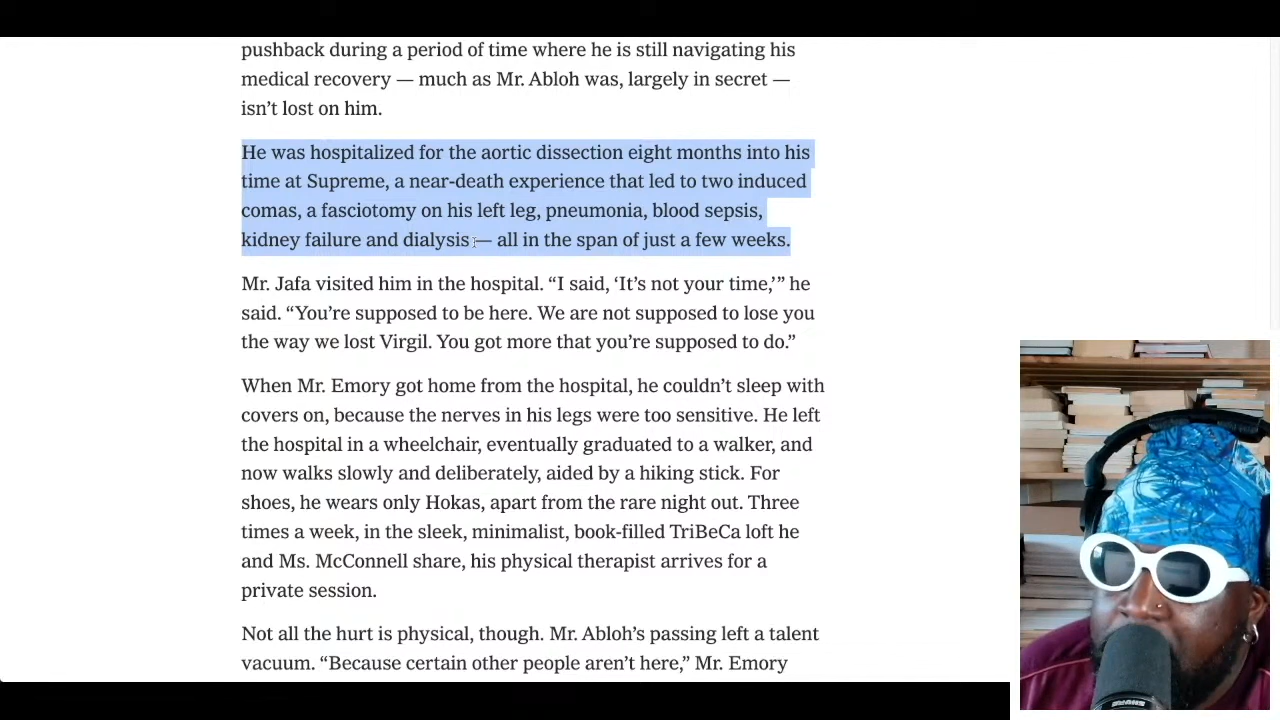 pushback during a period of time where he is still navigating his
medical recovery — much as Mr. Abloh was, largely in secret —
isn’t lost on him.
He was hospitalized for the aortic dissection eight months into his
time at Supreme, a near-death experience that led to two induced
comas, a fasciotomy on his left leg, pneumonia, blood sepsis,
kidney failure and dialysis — all in the span of just a few weeks.
Mr. Jafa visited him in the hospital. “I said, ‘It’s not your time,’” he
said. “You’re supposed to be here. We are not supposed to lose you
the way we lost Virgil. You got more that you’re supposed to do.”
When Mr. Emory got home from the hospital, he couldn’t sleep with
covers on, because the nerves in his legs were too sensitive. He left
the hospital in a wheelchair, eventually graduated to a walker, and
now walks slowly and deliberately, aided by a hiking stick. For
shoes, he wears only Hokas, apart from the rare night out. Three
times a week, in the sleek, minimalist, book-filled TriBeCa loft he
and Ms. McConnell share, his physical therapist arrives for a
private session.
Not all the hurt is physical, though. Mr. Abloh’s passing left a talent
vacuum. “Because certain other people aren’t here,” Mr. Emory
SHURE